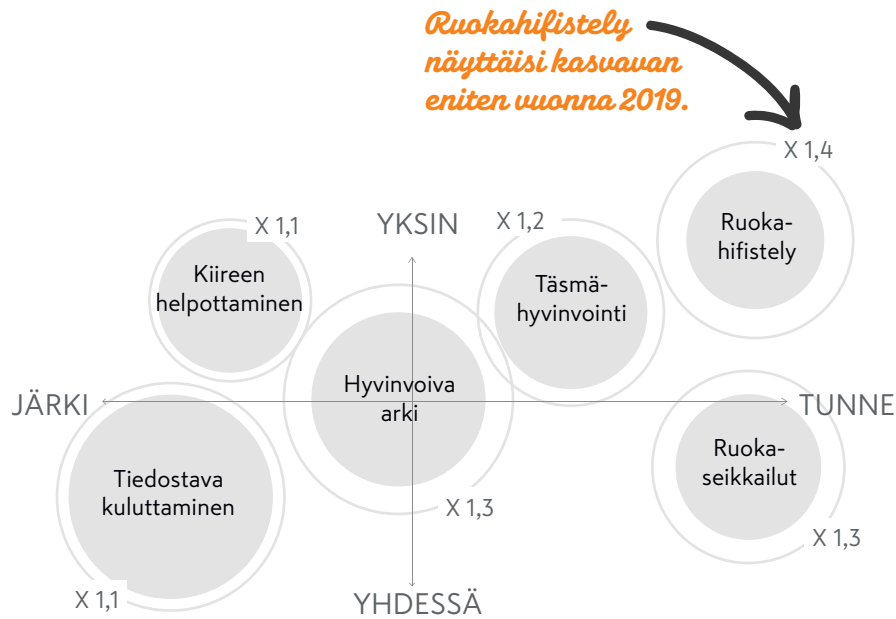 Ruokahifistely
näyttäisi kasvavan
eniten vuonna 2019.
X 1,4
X 1,1
YKSIN
X 1,2
Ruoka-
hifistely
Kiireen
helpottaminen
Täsmä-
hyvinvointi
Hyvinvoiva
arki
JÄRKI
TUNNE
Tiedostava
kuluttaminen
Ruoka-
seikkailut
X 1,3
X 1,3
X 1,1
YHDESSÄ